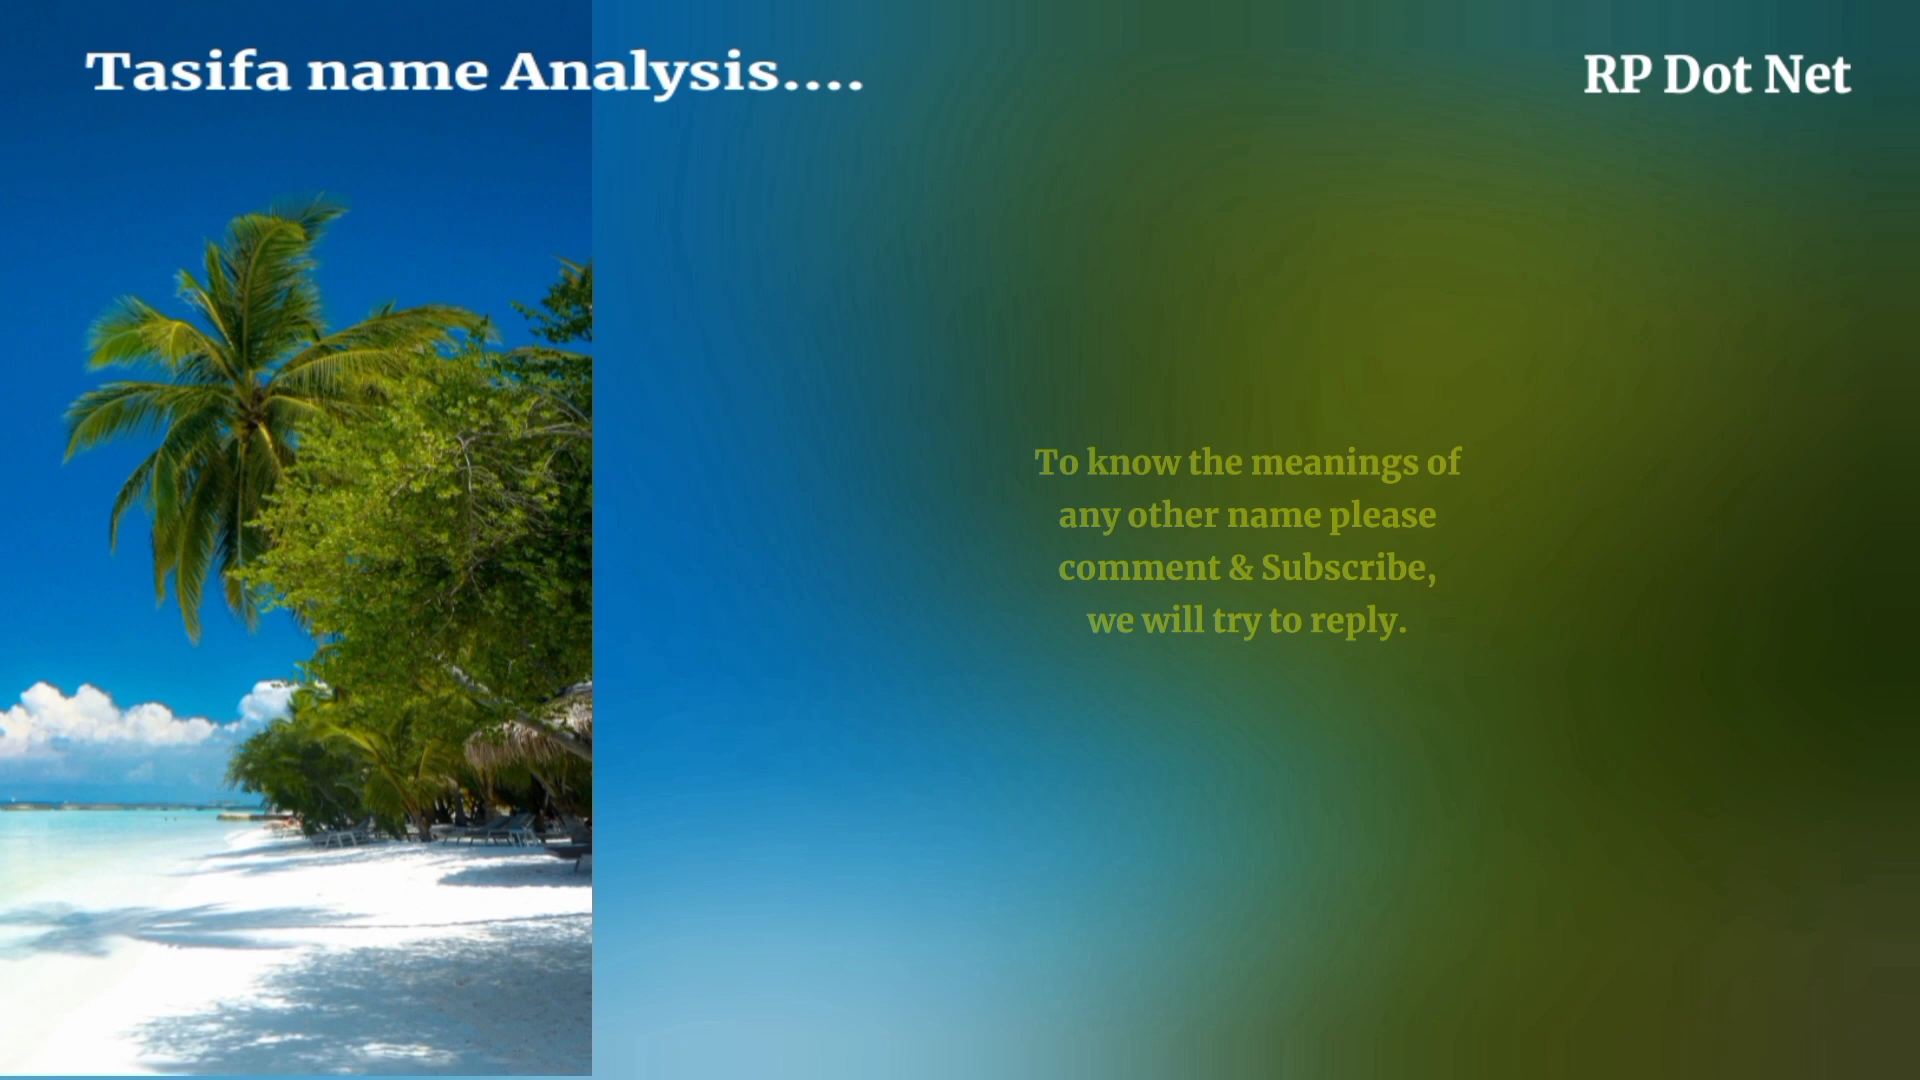 Tasifa name Analysis....
RP Dot Net
To know the meanings of
any other name please
comment & Subscribe,
we will try to reply.